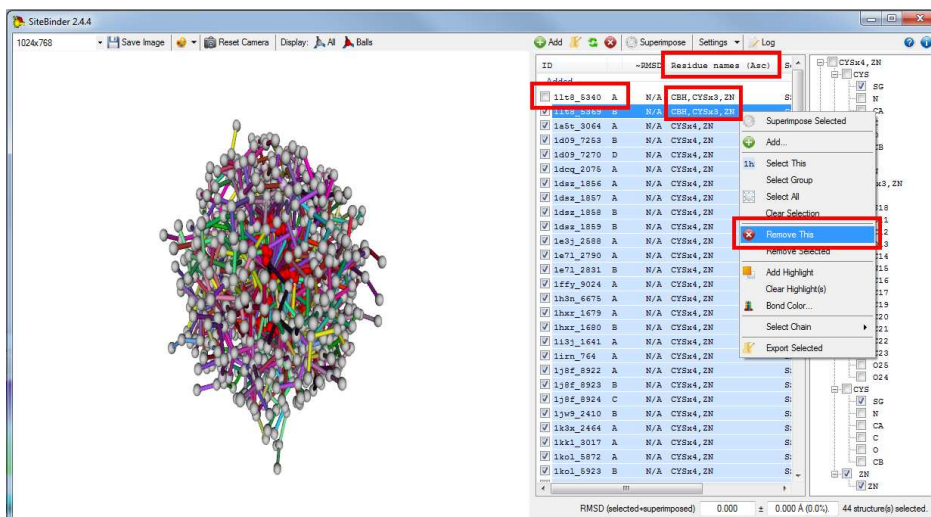 SiteBinder 2.4.4
1024x768 Save Image Reset Camera Display: All Balls Add Superimpose Settings Log
ID ~RMSD Residue names (Asc) S
Added
1lt8_5340 A N/A CBH,CYSx3,ZN S
1lt8_5369 B N/A CBH,CYSx3,ZN
1a5t_3064 A N/A CYSx4,ZN
1d09_7253 B N/A CYSx4,ZN
1d09_7270 D N/A CYSx4,ZN
1dcq_2075 A N/A CYSx4,ZN
1dsz_1856 A N/A CYSx4,ZN
1dsz_1857 A N/A CYSx4,ZN
1dsz_1858 B N/A CYSx4,ZN
1dsz_1859 B N/A CYSx4,ZN
1e3j_2588 A N/A CYSx4,ZN
1e71_2790 A N/A CYSx4,ZN
1e71_2831 B N/A CYSx4,ZN
1ffy_9024 A N/A CYSx4,ZN
1h3n_6675 A N/A CYSx4,ZN
1hxr_1679 A N/A CYSx4,ZN
1hxr_1680 B N/A CYSx4,ZN
1i3j_1641 A N/A CYSx4,ZN
1irn_764 A N/A CYSx4,ZN
1j8f_8922 A N/A CYSx4,ZN S
1j8f_8923 B N/A CYSx4,ZN S
1j8f_8924 C N/A CYSx4,ZN S
1jw9_2410 B N/A CYSx4,ZN S
1k3x_2464 A N/A CYSx4,ZN S
1kk1_3017 A N/A CYSx4,ZN S
1kol_5872 A N/A CYSx4,ZN S
1kol_5923 B N/A CYSx4,ZN S
Superimpose Selected
Add...
1h Select This
Select Group
Select All
Clear Selection
Remove This
Remove Selected
Add Highlight
Clear Highlight(s)
Bond Color...
Select Chain
Export Selected
CYSx4,ZN
CYS
SG
N
CA
CB
x3,ZN
O25
O24
CYS
SG
N
CA
C
O
CB
ZN
ZN
RMSD (selected+superimposed) 0.000 ± 0.000 Å (0.0%). 44 structure(s) selected.